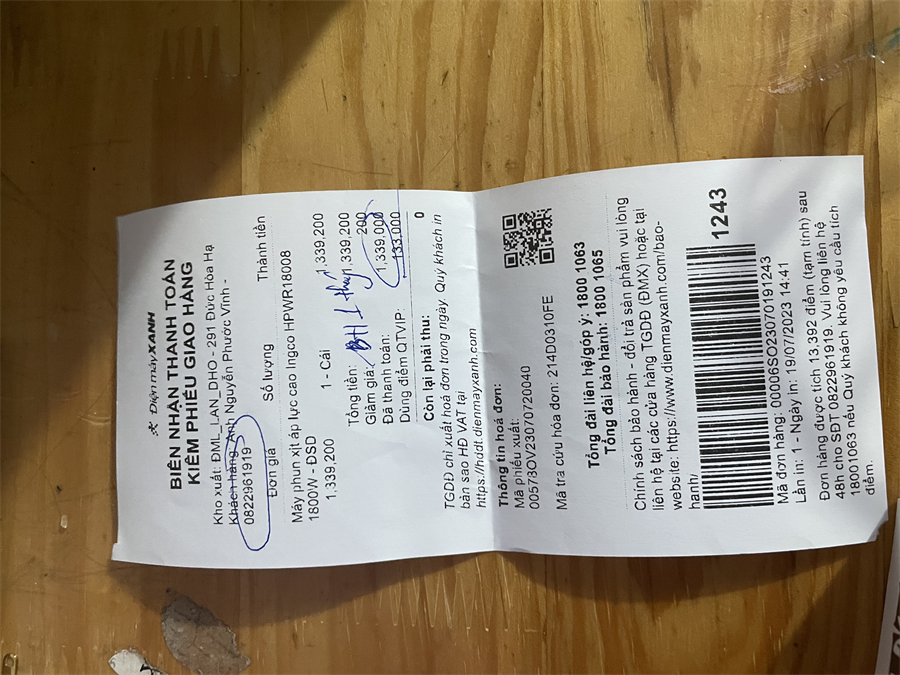 Điện máyXANH
BIÊN NHẬN THANH TOÁN
KIÊM PHIẾU GIAO HÀNG
Kho xuất: ĐML_LAN_DHO - 291 Đức Hòa Hạ
Khách hàng: Anh Nguyễn Phước Vĩnh -
0822961919
Đơn giá Số lượng Thành tiền
Máy phun xịt áp lực cao Ingco HPWR18008
1800W - ĐSD
1,339,200 1 - Cái 1,339,200
Tổng tiền: 1,339,200
Giảm giá: 200
Đã thanh toán: 1,339,000
Dùng điểm QTVIP: 133,000
BH 1
Còn lại phải thu: 0
TGDĐ chỉ xuất hoá đơn trong ngày. Quý khách in
bản sao HĐ VAT tại
https://hddt.dienmayxanh.com
Thông tin hoá đơn:
Mã phiếu xuất:
00573OV23070720040
Mã tra cứu hóa đơn: 214D0310FE
Tổng đài liên hệ/góp ý: 1800 1063
Tổng đài bảo hành: 1800 1065
Chính sách bảo hành - đổi trả sản phẩm vui lòng
liên hệ tại các cửa hàng TGDĐ (ĐMX) hoặc tại
website: https://www.dienmayxanh.com/bao-
hanh/
1243
Mã đơn hàng: 00006SO23070191243
Lần in: 1 - Ngày in: 19/07/2023 14:41
Đơn hàng được tích 13,392 điểm (tạm tính) sau
48h cho SĐT 0822961919. Vui lòng liên hệ
18001063 nếu Quý khách không yêu cầu tích
điểm.